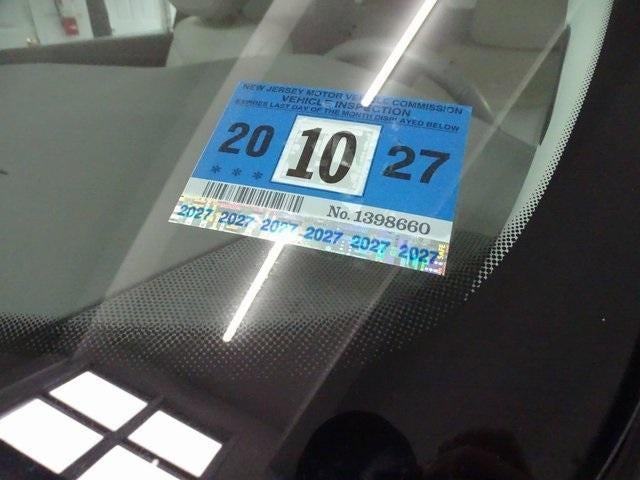 NEW JERSEY MOTOR VEHICLE COMMISSION
VEHICLE INSPECTION
EXPIRES LAST DAY OF THE MONTH DISPLAYED BELOW
20 10 27
* * *
No. 1398660
2027 2027 2027 2027 2027 2027
SAFE